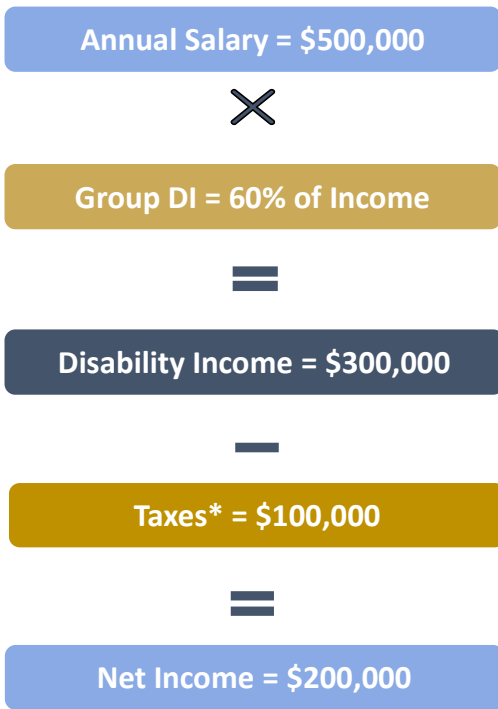 Annual Salary = $500,000
×
Group DI = 60% of Income
=
Disability Income = $300,000
–
Taxes* = $100,000
=
Net Income = $200,000